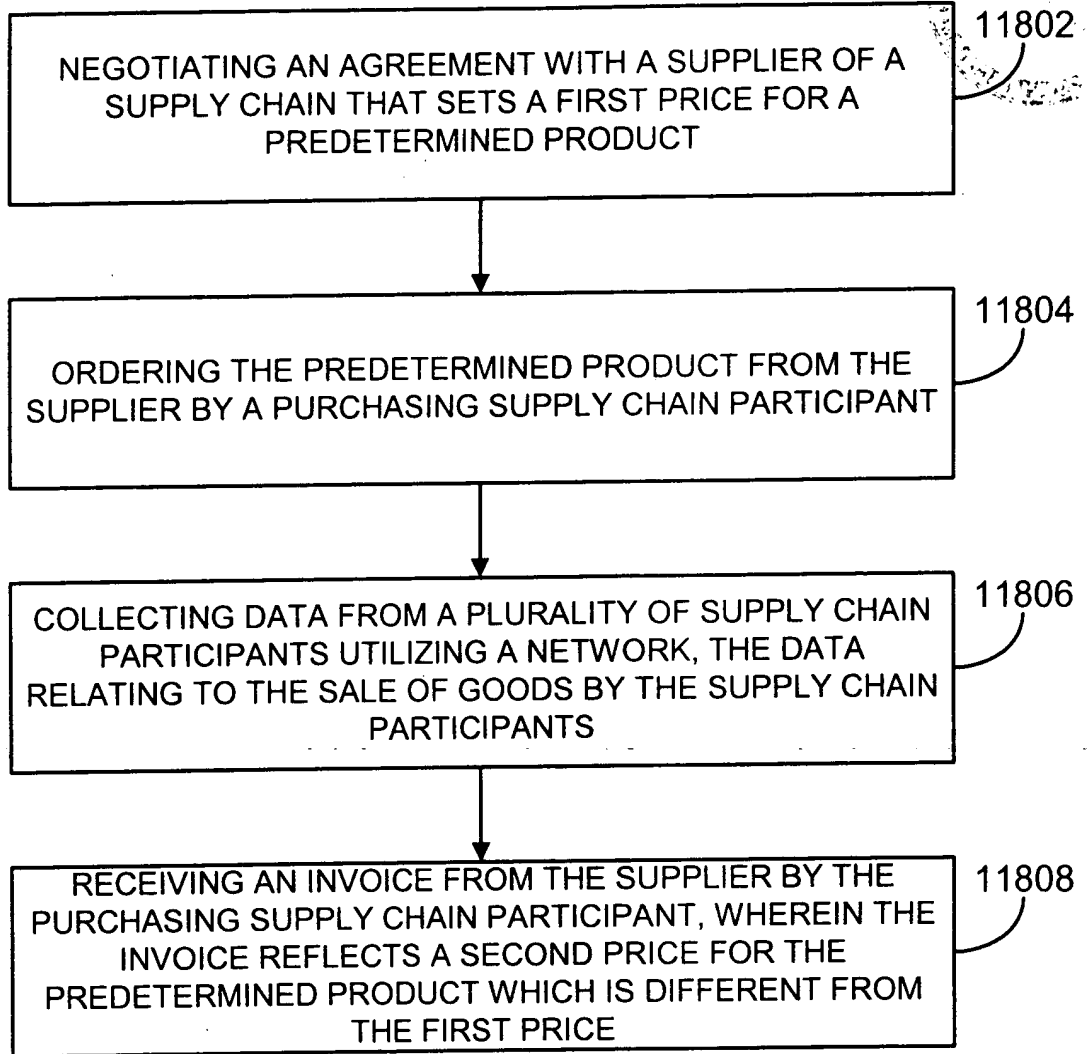 11802
NEGOTIATING AN AGREEMENT WITH A SUPPLIER OF A
SUPPLY CHAIN THAT SETS A FIRST PRICE FOR A
PREDETERMINED PRODUCT
11804
ORDERING THE PREDETERMINED PRODUCT FROM THE
SUPPLIER BY A PURCHASING SUPPLY CHAIN PARTICIPANT
11806
COLLECTING DATA FROM A PLURALITY OF SUPPLY CHAIN
PARTICIPANTS UTILIZING A NETWORK, THE DATA
RELATING TO THE SALE OF GOODS BY THE SUPPLY CHAIN
PARTICIPANTS
11808
RECEIVING AN INVOICE FROM THE SUPPLIER BY THE
PURCHASING SUPPLY CHAIN PARTICIPANT, WHEREIN THE
INVOICE REFLECTS A SECOND PRICE FOR THE
PREDETERMINED PRODUCT WHICH IS DIFFERENT FROM
THE FIRST PRICE